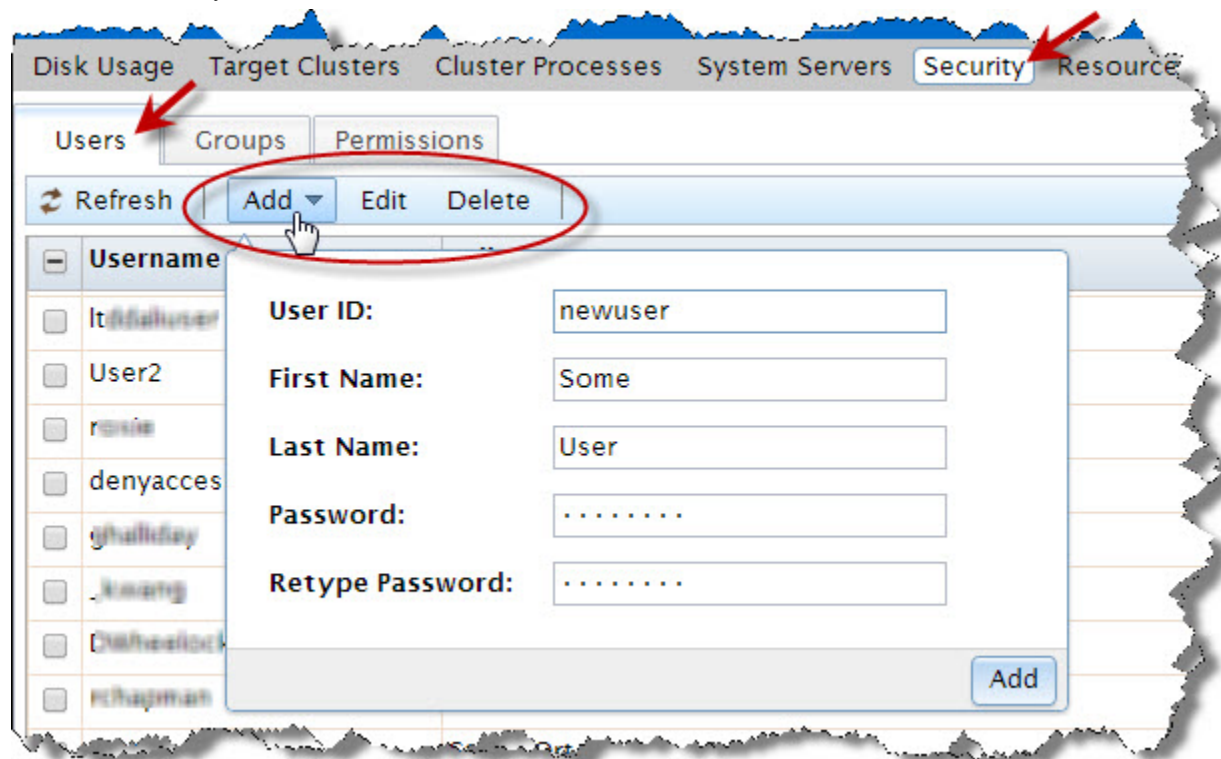 Disk Usage Target Clusters Cluster Processes System Servers Security Resource
Users Groups Permissions
Refresh Add Edit Delete
Username
User ID: newuser
User2
First Name: Some
Last Name: User
denyacces
Password: ········
Retype Password: ········
Add